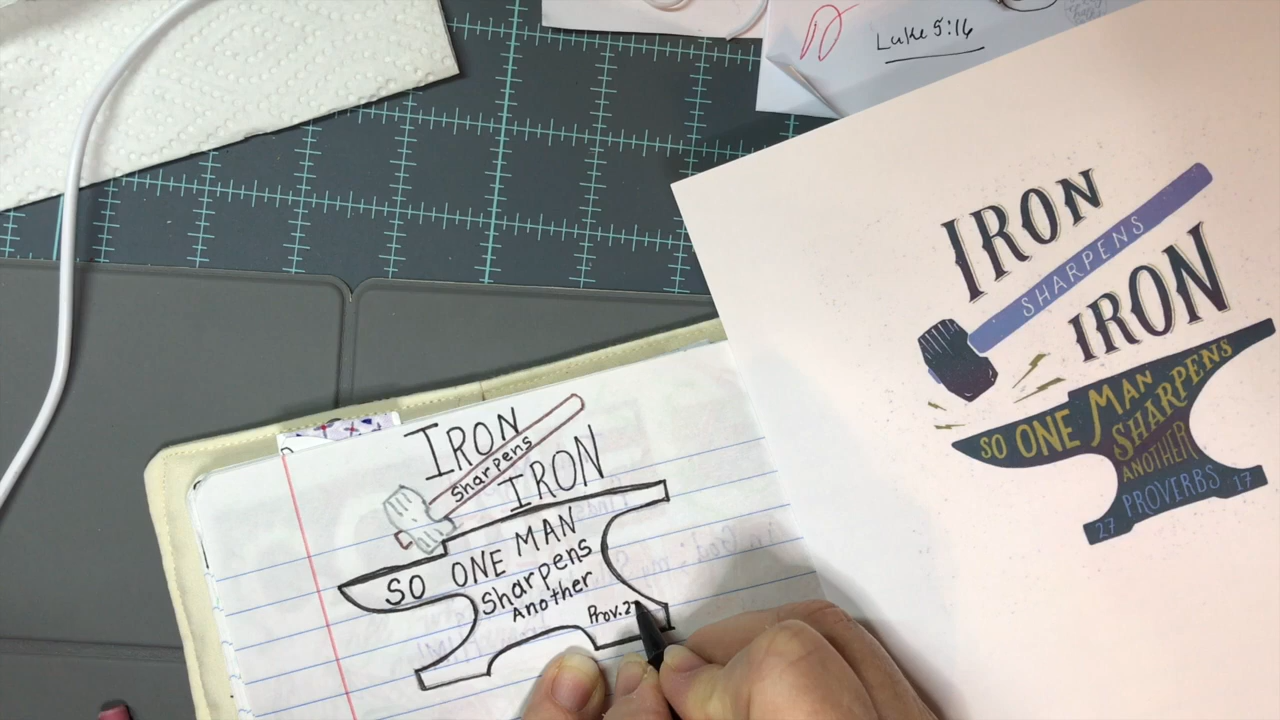 Luke 5:16
IRON
SHARPENS
IRON
SO ONE MAN
SHARPENS
ANOTHER
27 PROVERBS 17
IRON
Sharpens
IRON
SO ONE MAN
Sharpens
Another
Prov. 27